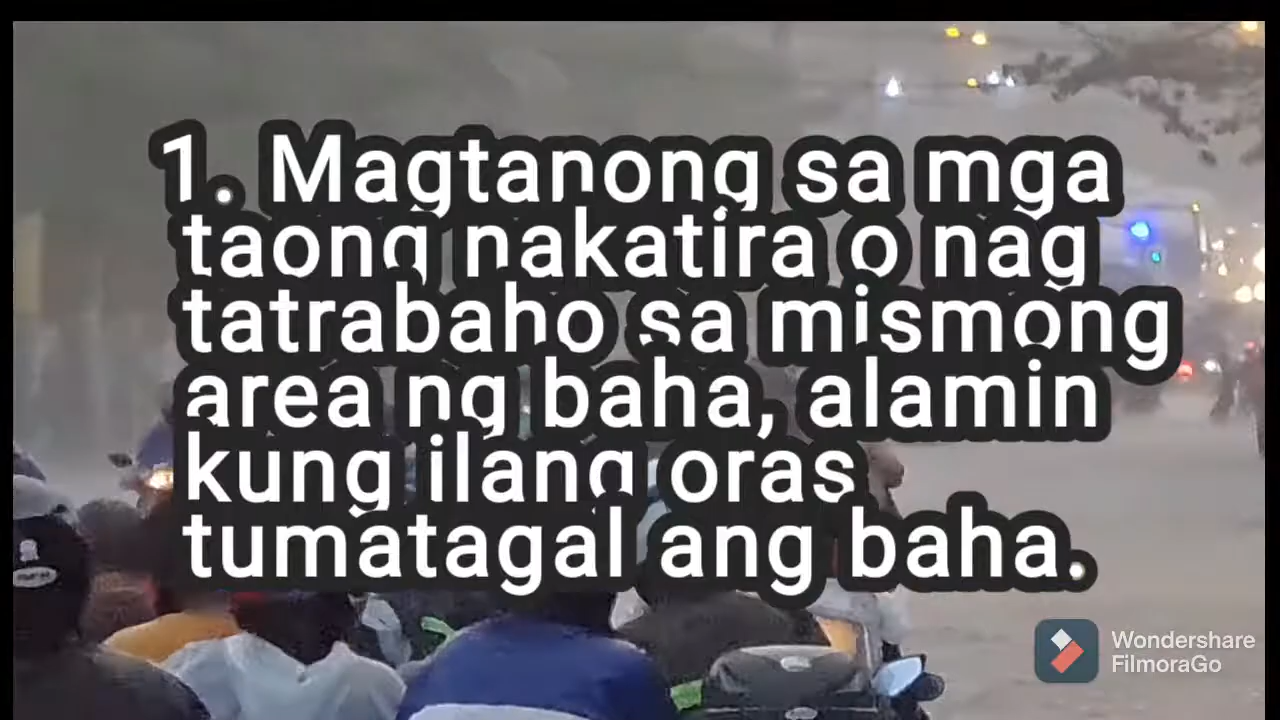 1. Magtanong sa mga
taong nakatira o nag
tatrabaho sa mismong
area ng baha, alamin
kung ilang oras
tumatagal ang baha.
Wondershare
FilmoraGo